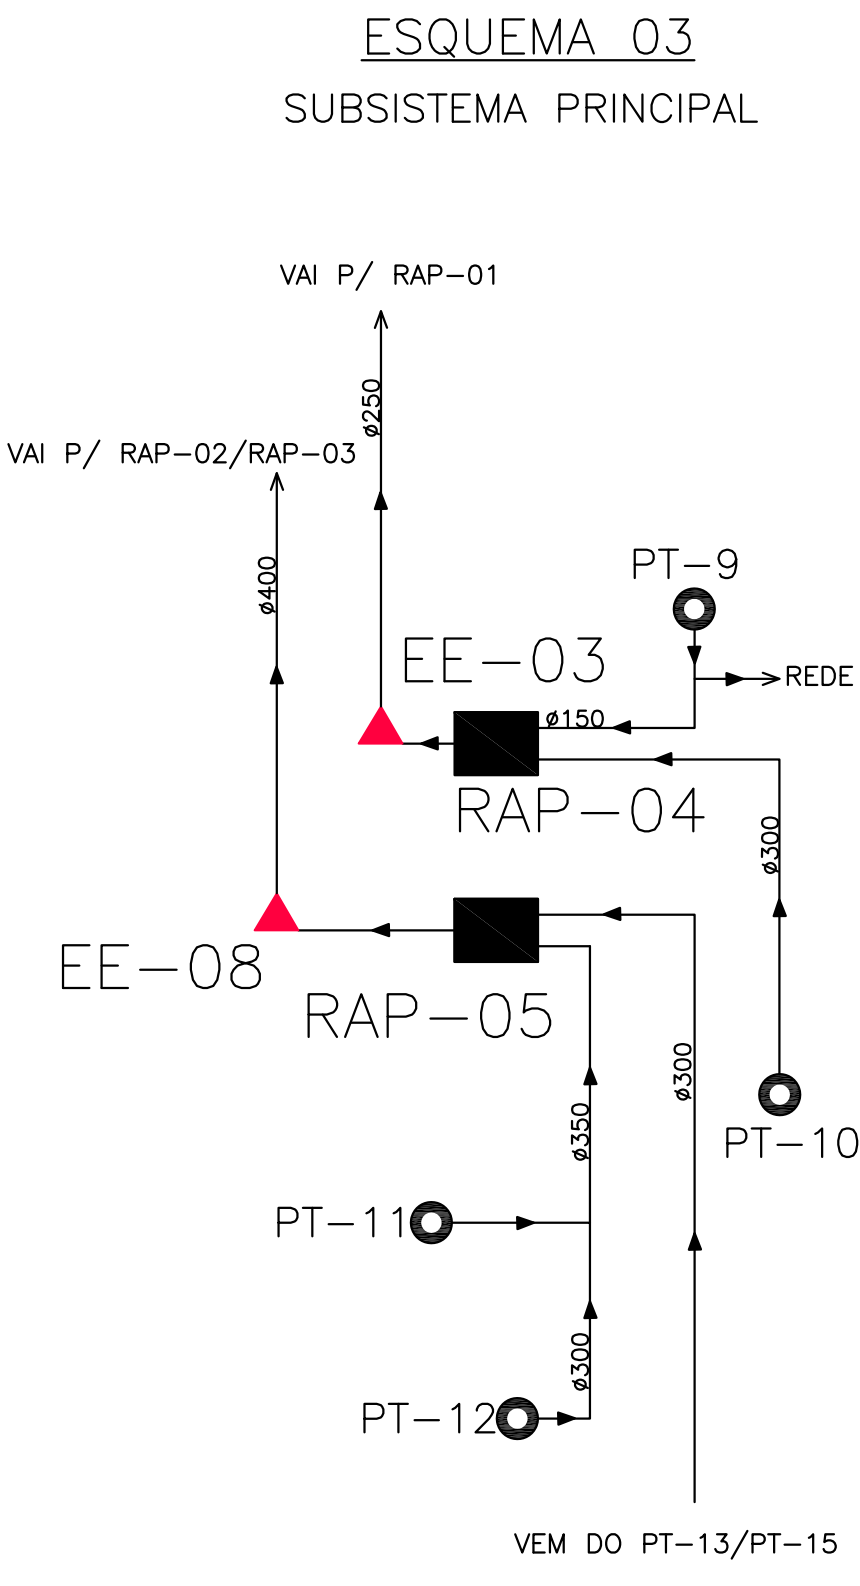 ESQUEMA 03
SUBSISTEMA PRINCIPAL
VAI P/ RAP-01
ø250
VAI P/ RAP-02/RAP-03
ø400
PT-9
EE-03
REDE
ø150
RAP-04
ø300
EE-08
RAP-05
ø300
ø350
PT-10
PT-11
ø300
PT-12
VEM DO PT-13/PT-15